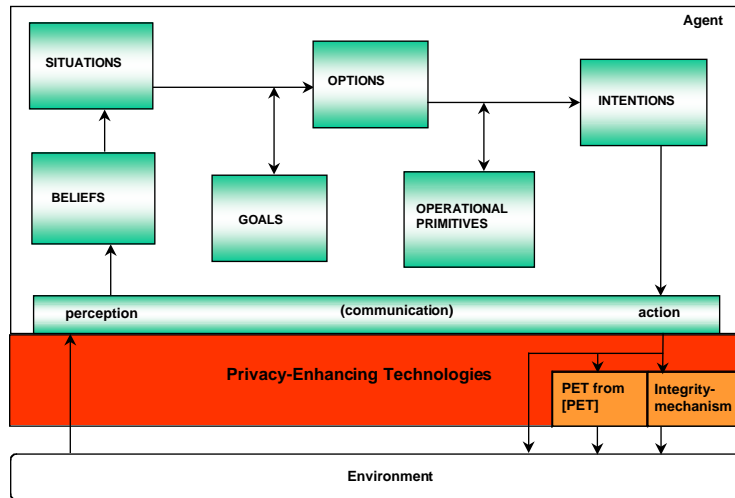 Agent
SITUATIONS
OPTIONS
INTENTIONS
BELIEFS
GOALS
OPERATIONAL
PRIMITIVES
perception
(communication)
action
Privacy-Enhancing Technologies
PET from
[PET]
Integrity-
mechanism
Environment